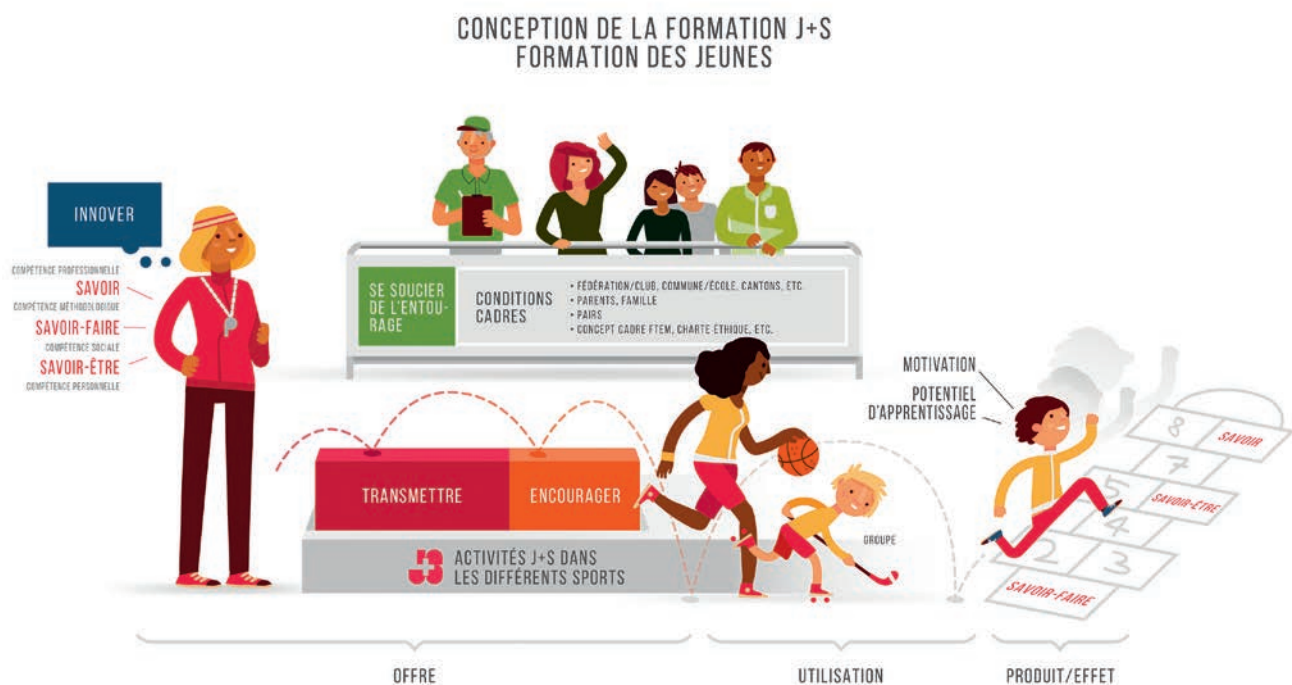 CONCEPTION DE LA FORMATION J+S
FORMATION DES JEUNES
INNOVER
COMPÉTENCE PROFESSIONNELLE
SAVOIR
COMPÉTENCE MÉTHODOLOGIQUE
SAVOIR-FAIRE
COMPÉTENCE SOCIALE
SAVOIR-ÊTRE
COMPÉTENCE PERSONNELLE
SE SOUCIER
DE L'ENTOU-
RAGE
CONDITIONS
CADRES
• FÉDÉRATION/CLUB, COMMUNE/ÉCOLE, CANTONS, ETC.
• PARENTS, FAMILLE
• PAIRS
• CONCEPT CADRE FTEM, CHARTE ÉTHIQUE, ETC.
TRANSMETTRE
ENCOURAGER
ACTIVITÉS J+S DANS
LES DIFFÉRENTS SPORTS
GROUPE
MOTIVATION
POTENTIEL
D'APPRENTISSAGE
8
SAVOIR
7
5
SAVOIR-ÊTRE
4
2
3
SAVOIR-FAIRE
OFFRE
UTILISATION
PRODUIT/EFFET